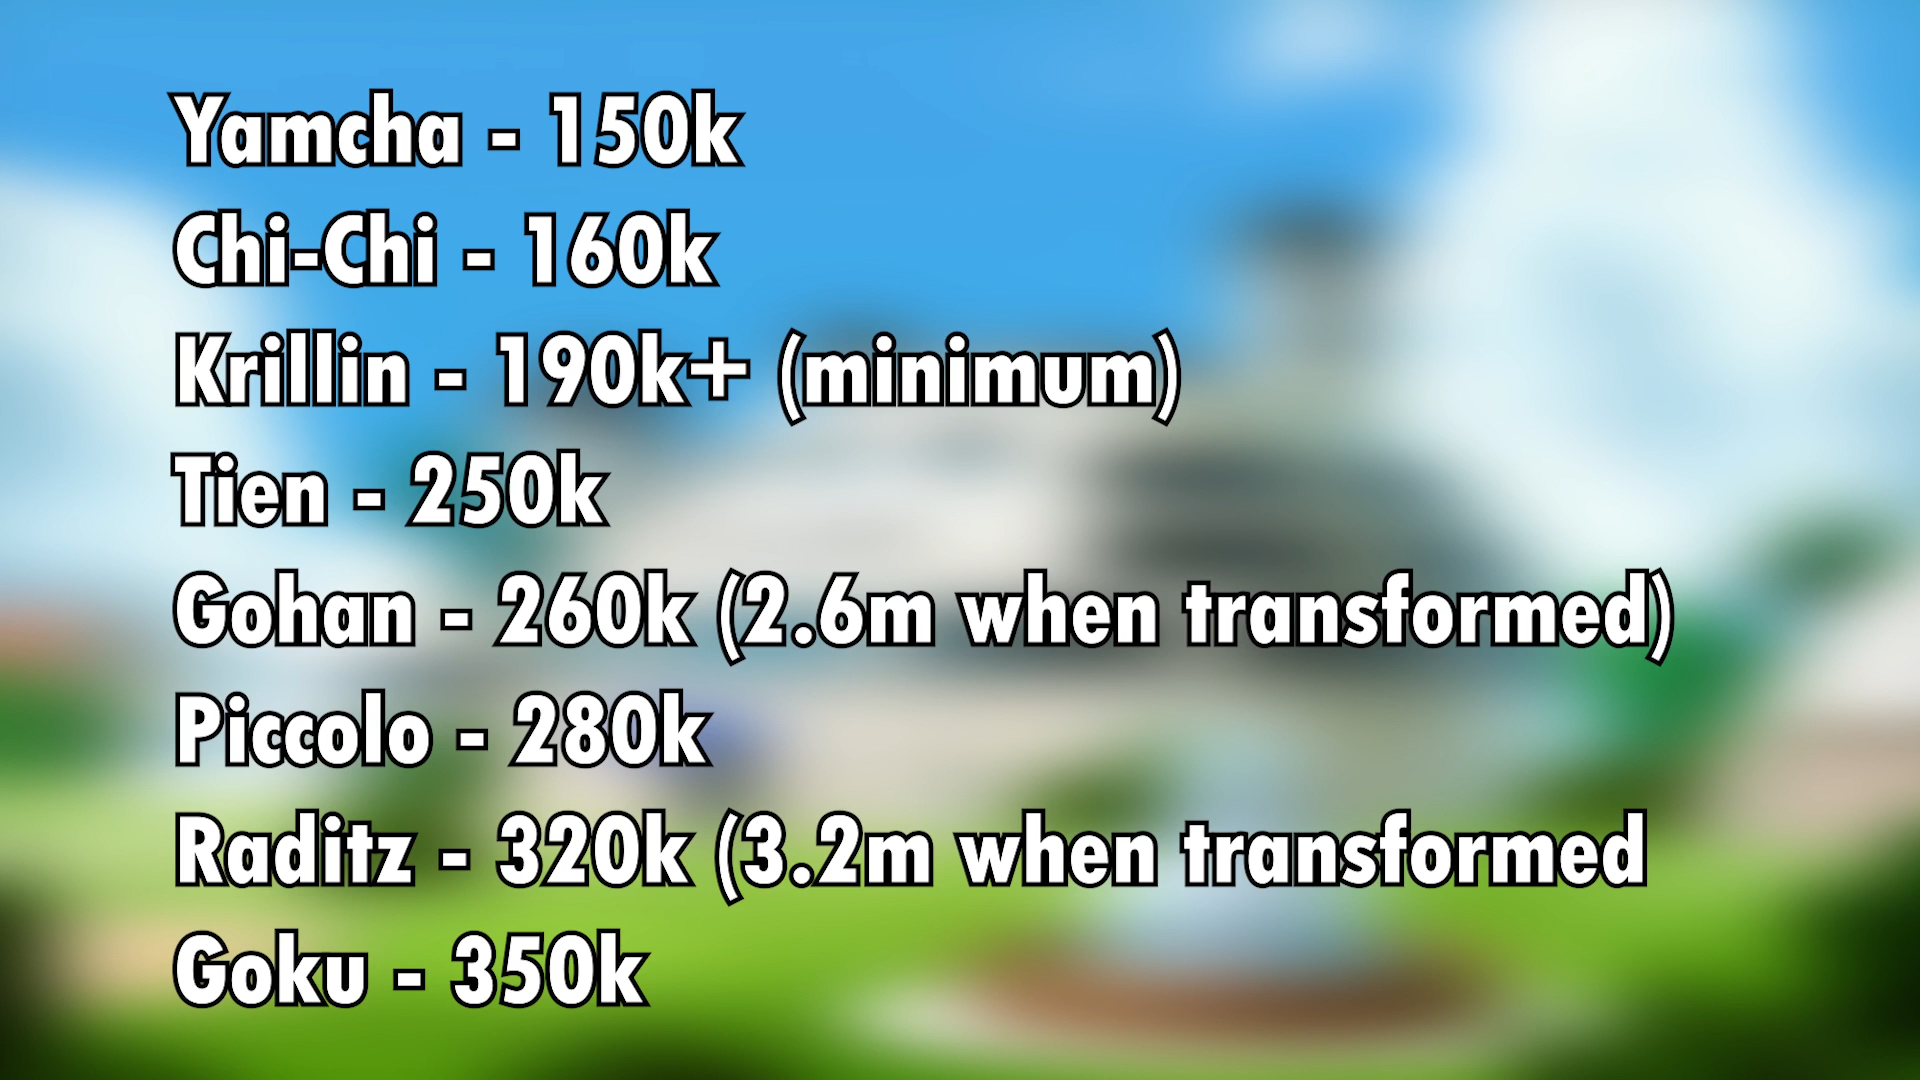 Yamcha - 150k
Chi-Chi - 160k
Krillin - 190k+ (minimum)
Tien - 250k
Gohan - 260k (2.6m when transformed)
Piccolo - 280k
Raditz - 320k (3.2m when transformed
Goku - 350k